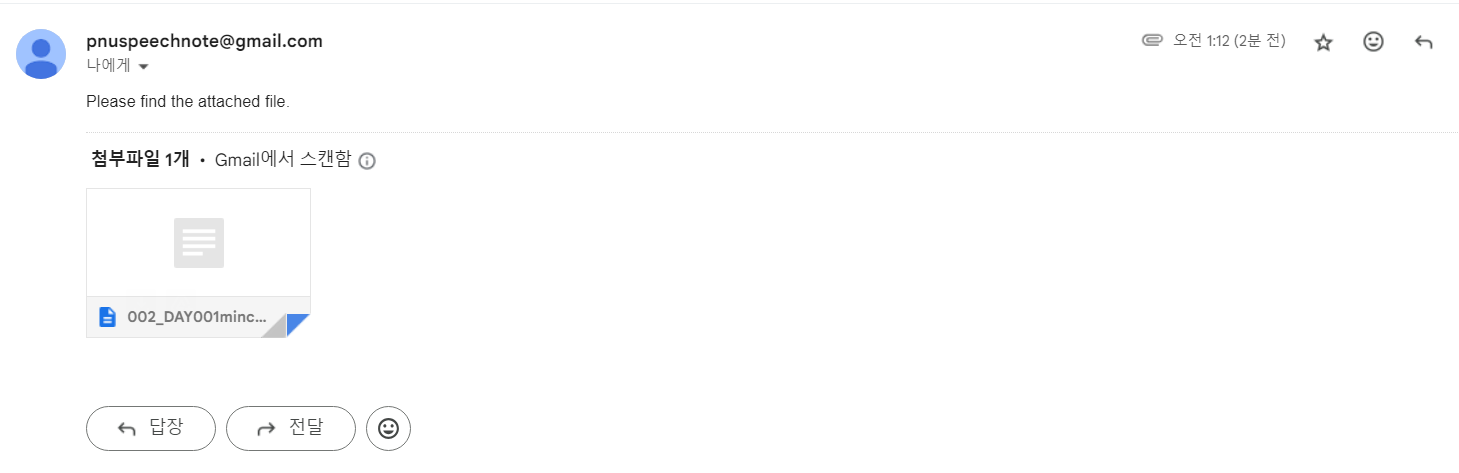 pnuspeechnote@gmail.com
오전 1:12 (2분 전)
나에게
Please find the attached file.
첨부파일 1개 • Gmail에서 스캔함
002_DAY001minc...
답장
전달